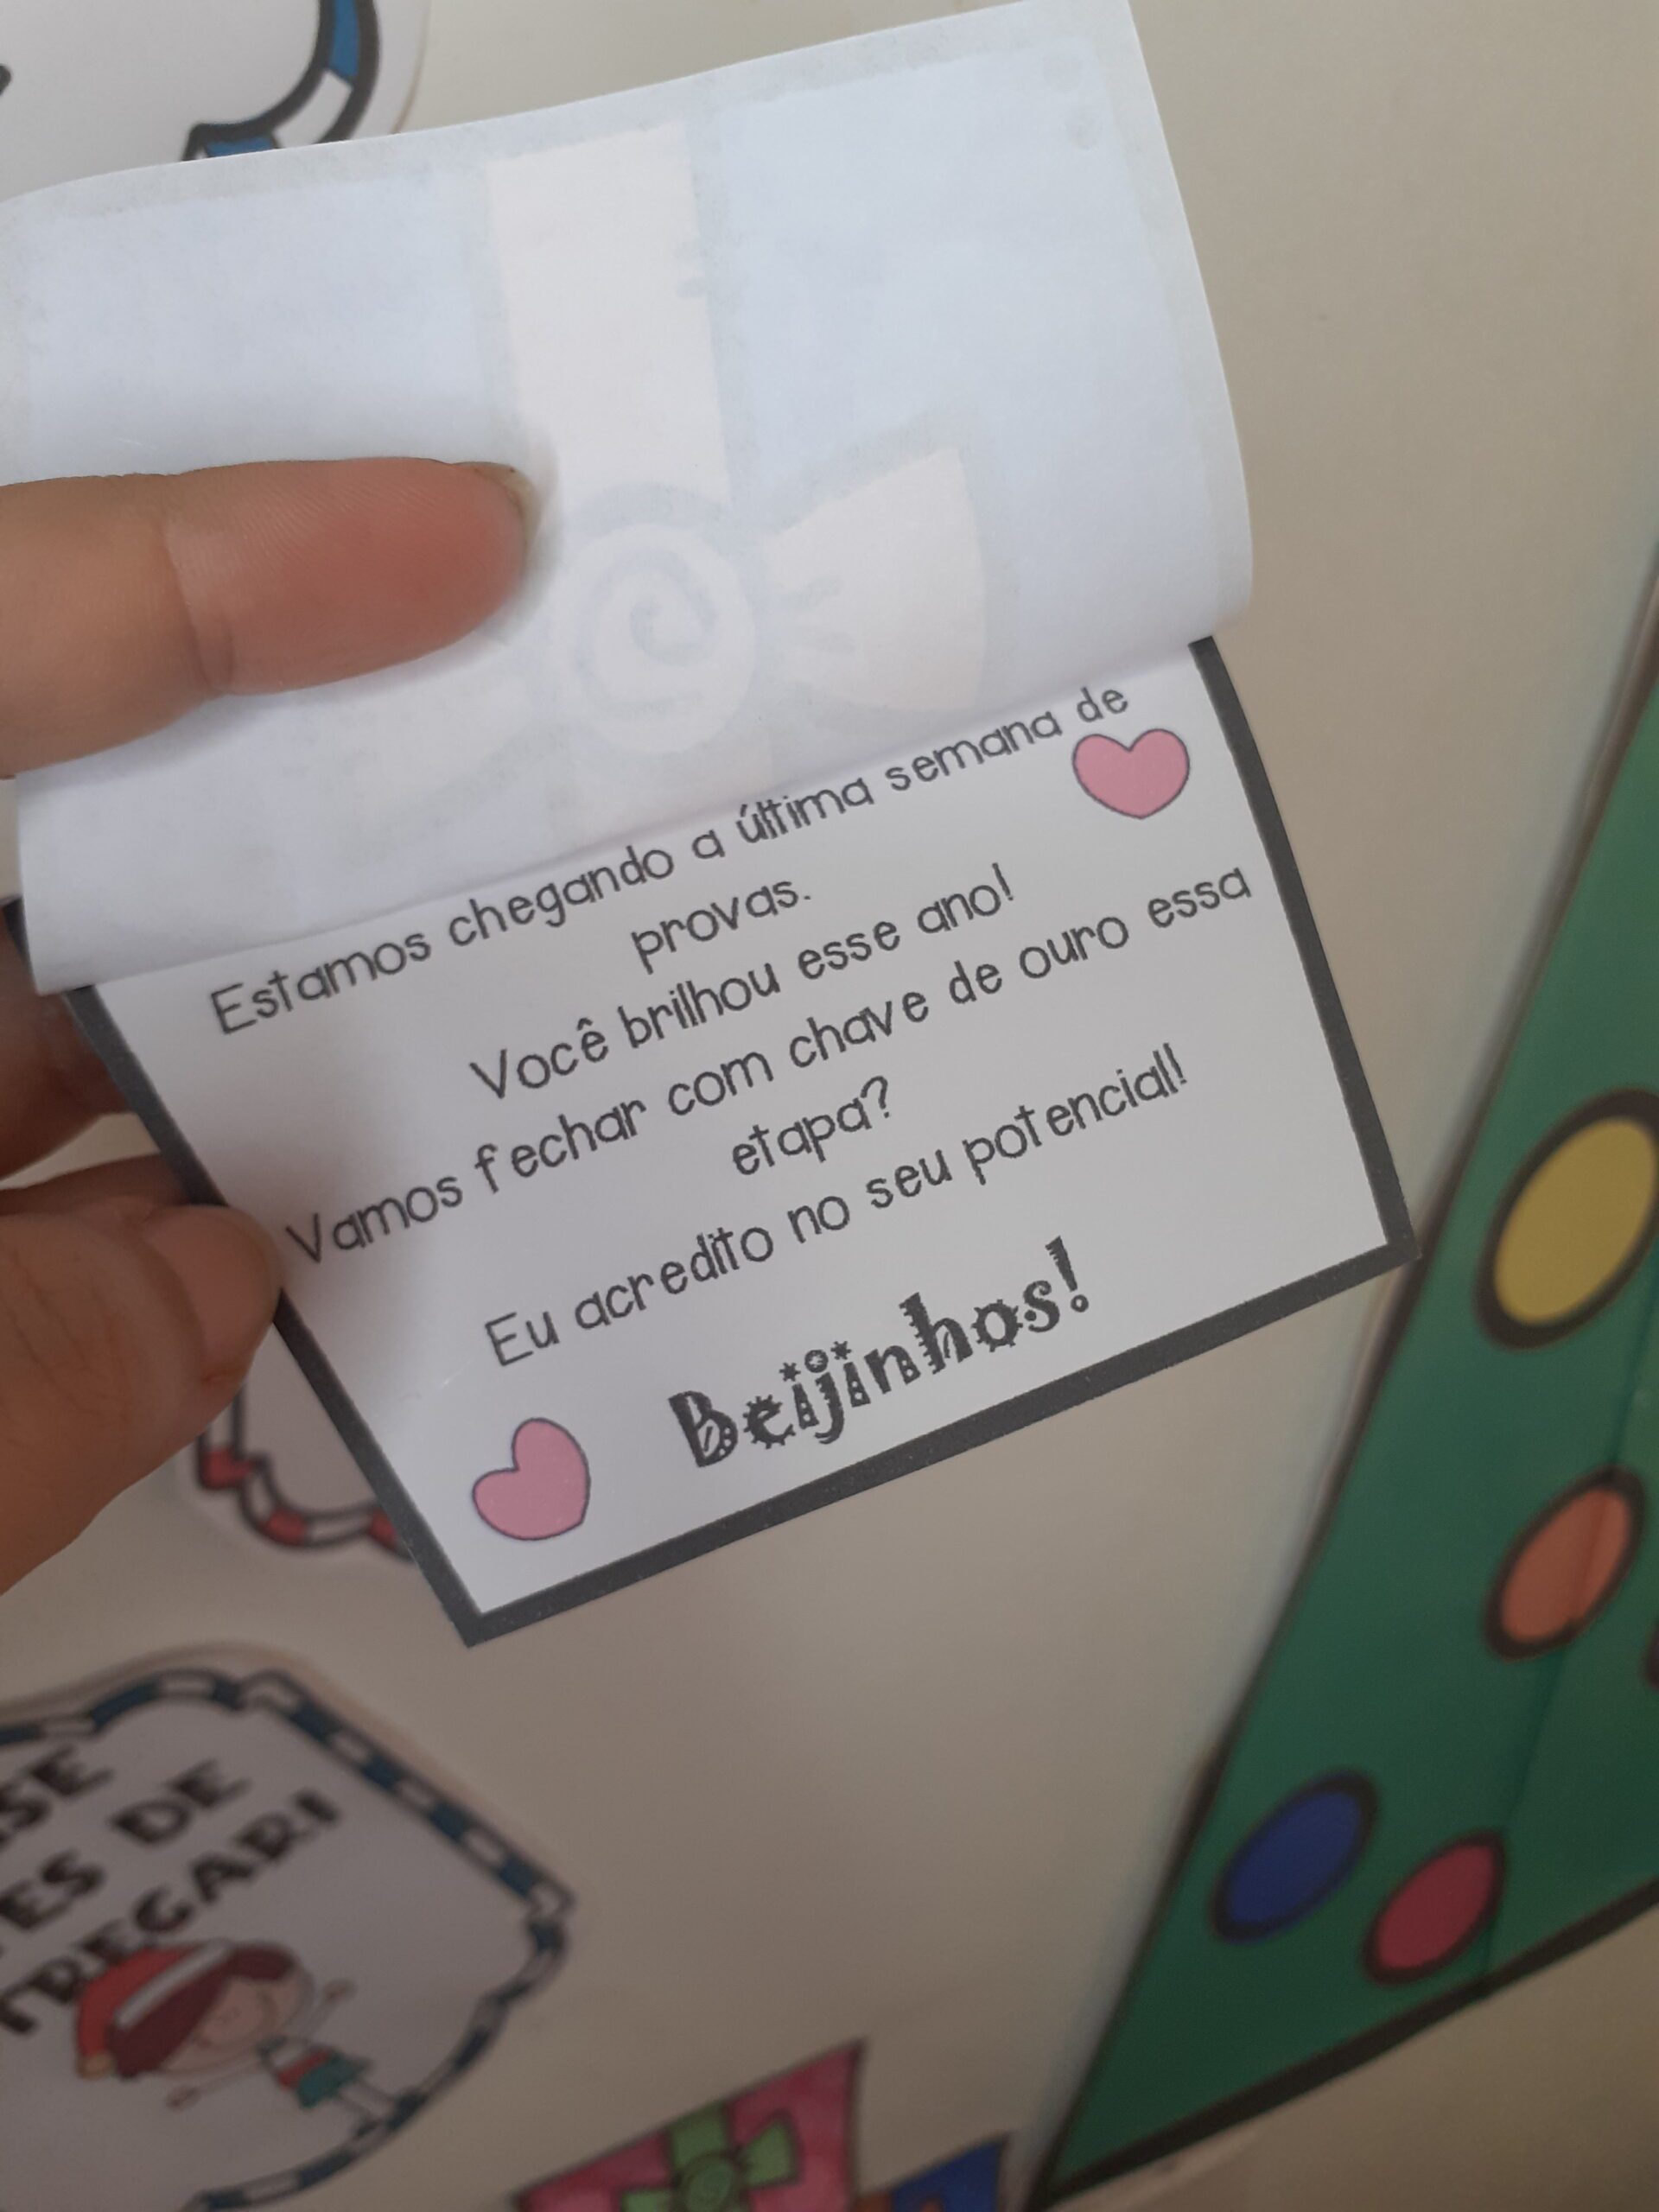 Estamos chegando a última semana de
provas.
Você brilhou esse ano!
Vamos fechar com chave de ouro essa
etapa?
Eu acredito no seu potencial!
Beijinhos!
DE